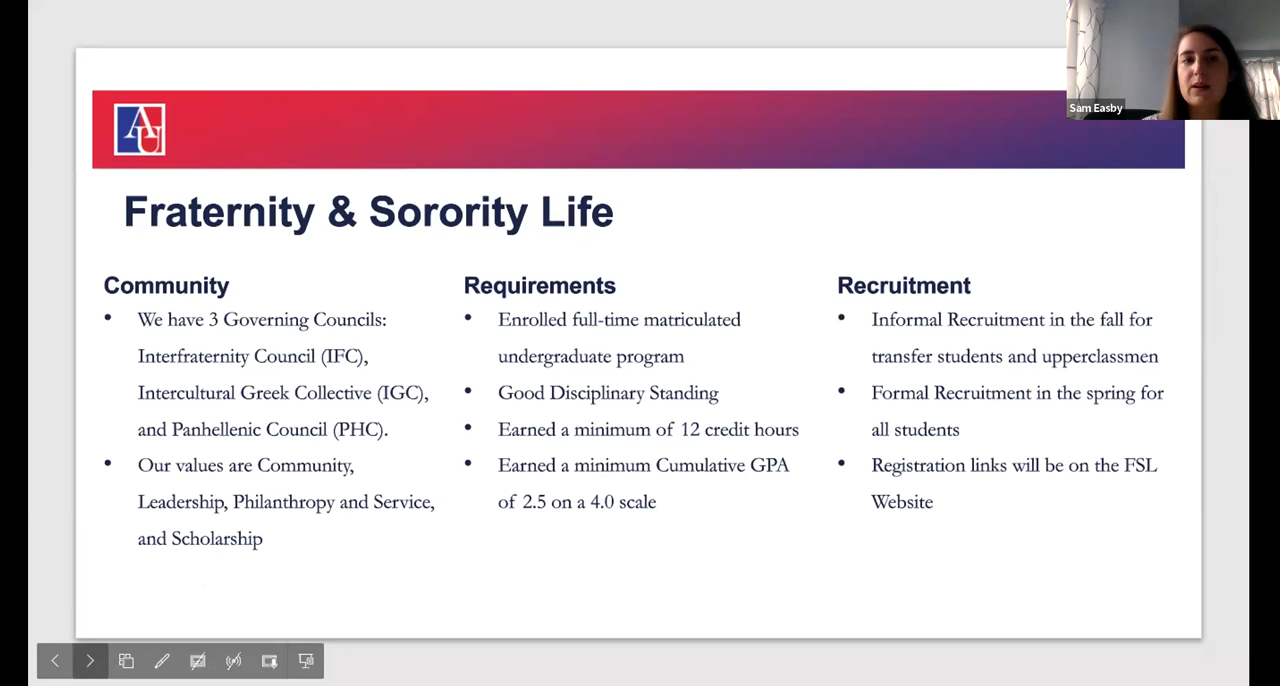 AU
Sam Easby
Fraternity & Sorority Life
Community
• We have 3 Governing Councils:
Interfraternity Council (IFC),
Intercultural Greek Collective (IGC),
and Panhellenic Council (PHC).
• Our values are Community,
Leadership, Philanthropy and Service,
and Scholarship
Requirements
• Enrolled full-time matriculated
undergraduate program
• Good Disciplinary Standing
• Earned a minimum of 12 credit hours
• Earned a minimum Cumulative GPA
of 2.5 on a 4.0 scale
Recruitment
• Informal Recruitment in the fall for
transfer students and upperclassmen
• Formal Recruitment in the spring for
all students
• Registration links will be on the FSL
Website